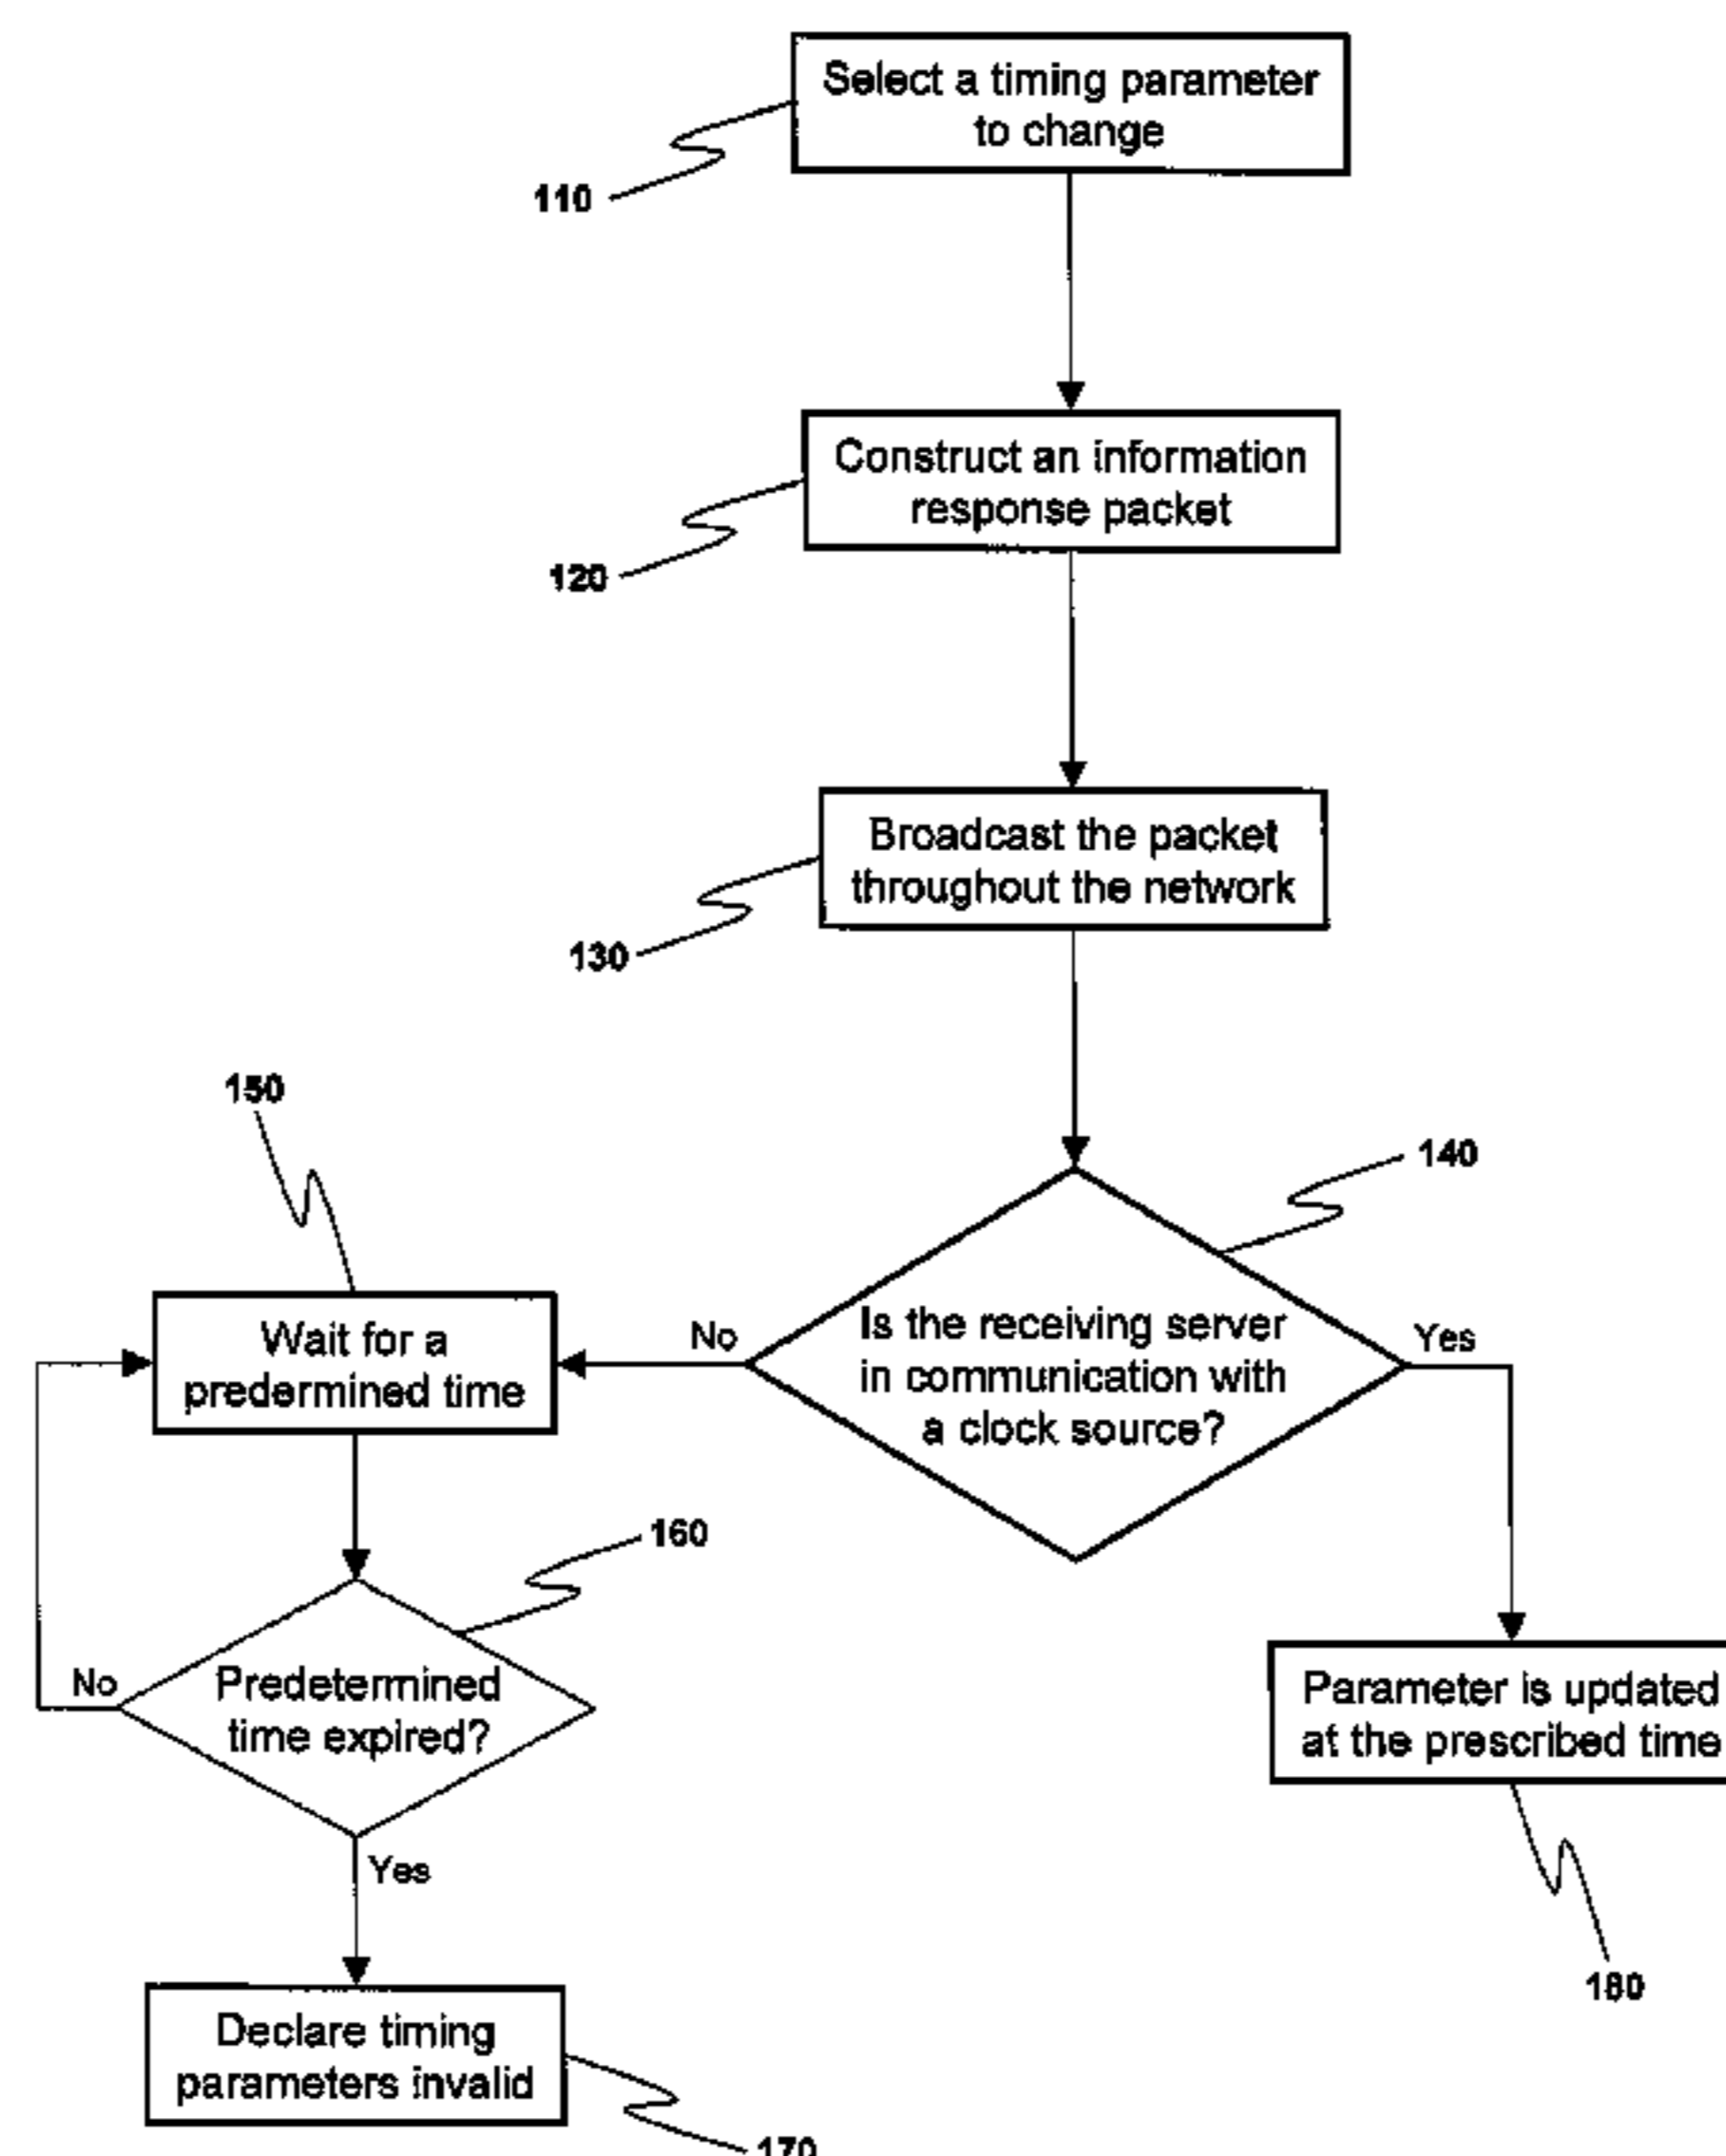 Select a timing parameter
to change
110
Construct an information
response packet
120
Broadcast the packet
throughout the network
130
150
140
Wait for a
predermined time
No
Is the receiving server
in communication with
a clock source?
Yes
160
No
Predetermined
time expired?
Parameter is updated
at the prescribed time
Yes
180
Declare timing
parameters invalid
170